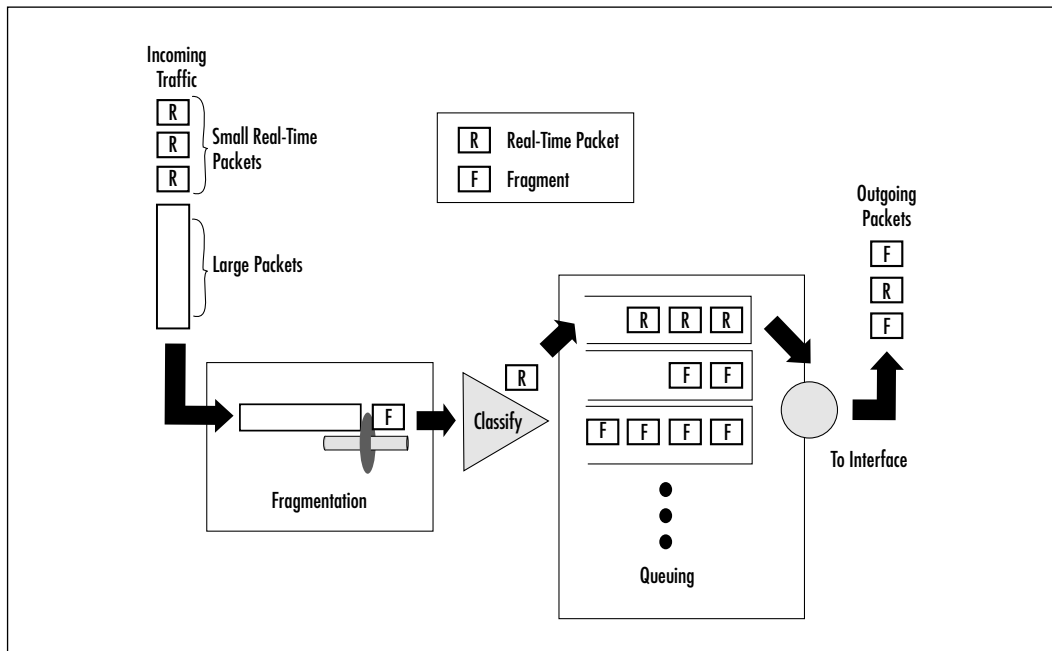 Incoming
Traffic
R
R
R
Small Real-Time
Packets
Large Packets
R Real-Time Packet
F Fragment
Outgoing
Packets
F
R
F
R R R
F F
F F F F
R
Classify
F
Fragmentation
Queuing
To Interface